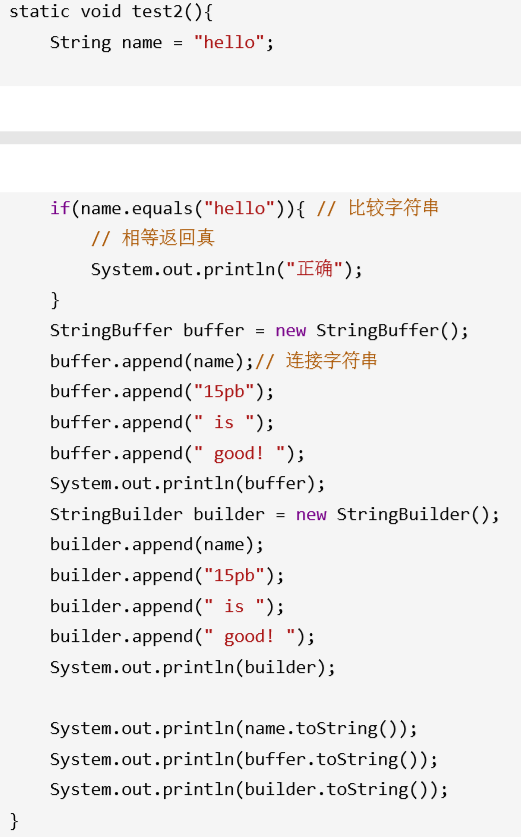 static void test2(){
    String name = "hello";
    if(name.equals("hello")){ // 比较字符串
        // 相等返回真
        System.out.println("正确");
    }
    StringBuffer buffer = new StringBuffer();
    buffer.append(name);// 连接字符串
    buffer.append("15pb");
    buffer.append(" is ");
    buffer.append(" good! ");
    System.out.println(buffer);
    StringBuilder builder = new StringBuilder();
    builder.append(name);
    builder.append("15pb");
    builder.append(" is ");
    builder.append(" good! ");
    System.out.println(builder);
    System.out.println(name.toString());
    System.out.println(buffer.toString());
    System.out.println(builder.toString());
}